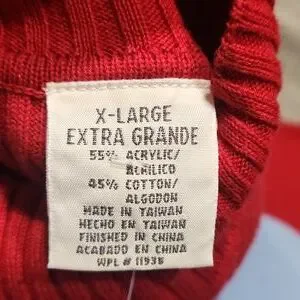 X-LARGE
EXTRA GRANDE
55% ACRYLIC/
ACRILICO
45% COTTON/
ALGODON
MADE IN TAIWAN
HECHO EN TAIWAN
FINISHED IN CHINA
ACABADO EN CHINA
WPL # 11938